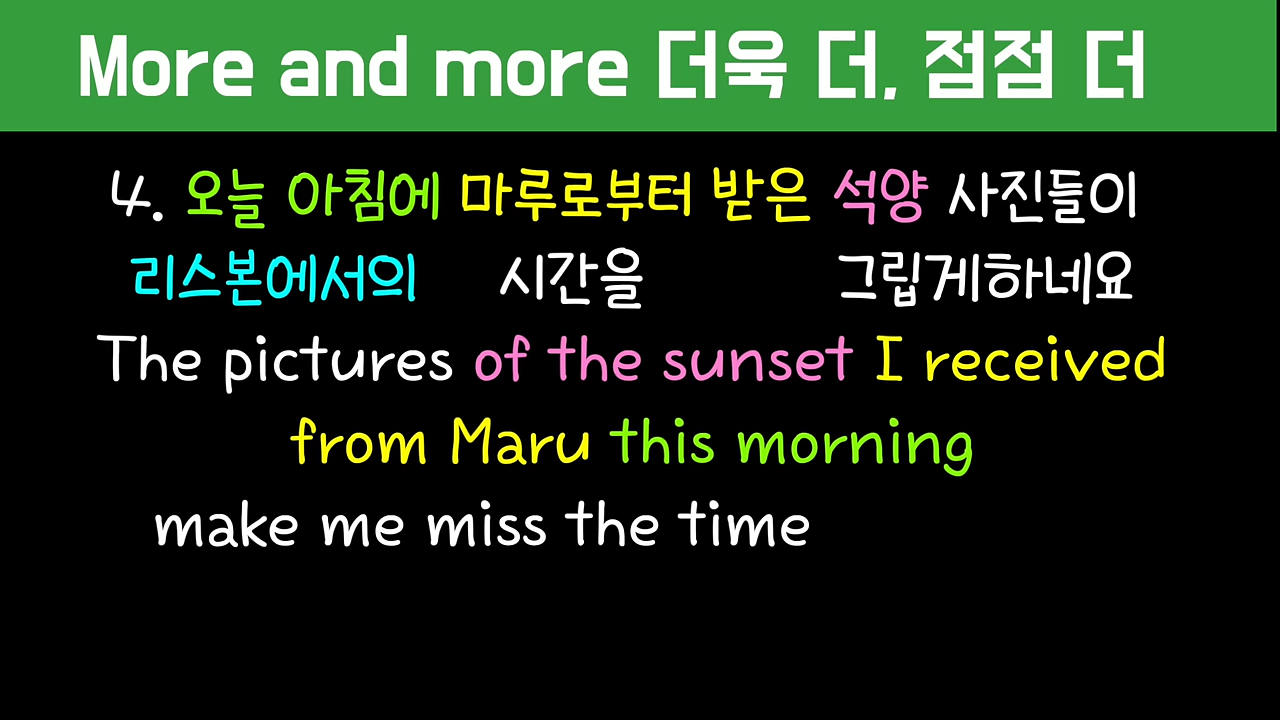 More and more 더욱 더, 점점 더
4. 오늘 아침에 마루로부터 받은 석양 사진들이
리스본에서의 시간을 그립게하네요
The pictures of the sunset I received
from Maru this morning
make me miss the time